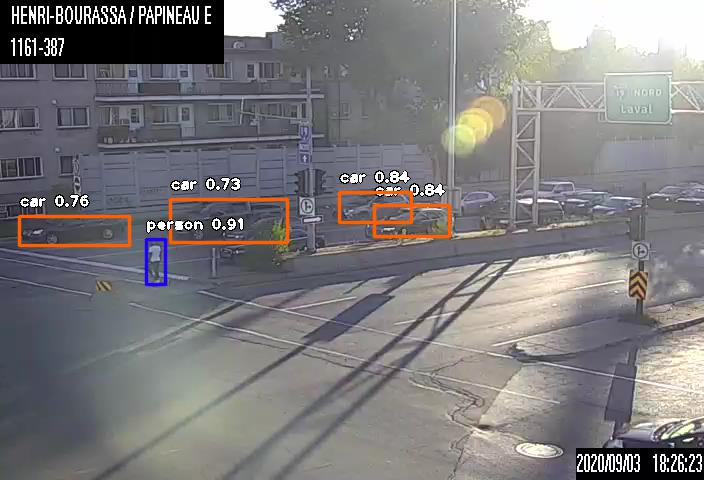 HENRI-BOURASSA / PAPINEAU E
1161-387
19 NORD
Laval
car 0.84
car 0.84
car 0.73
car 0.76
person 0.91
2020/09/03 18:26:23